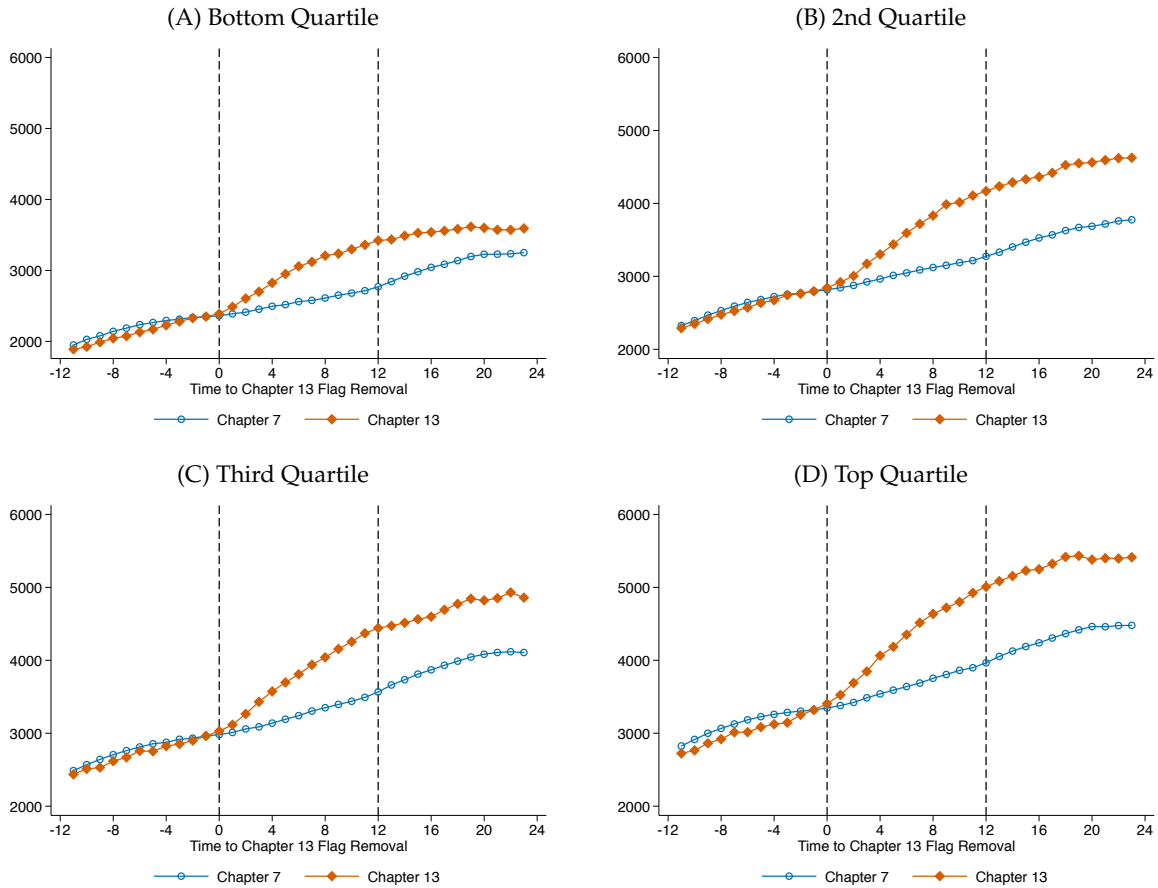 (A) Bottom Quartile
6000
5000
4000
3000
2000
-12 -8 -4 0 4 8 12 16 20 24
Time to Chapter 13 Flag Removal
Chapter 7 Chapter 13
(B) 2nd Quartile
6000
5000
4000
3000
2000
-12 -8 -4 0 4 8 12 16 20 24
Time to Chapter 13 Flag Removal
Chapter 7 Chapter 13
(C) Third Quartile
6000
5000
4000
3000
2000
-12 -8 -4 0 4 8 12 16 20 24
Time to Chapter 13 Flag Removal
Chapter 7 Chapter 13
(D) Top Quartile
6000
5000
4000
3000
2000
-12 -8 -4 0 4 8 12 16 20 24
Time to Chapter 13 Flag Removal
Chapter 7 Chapter 13